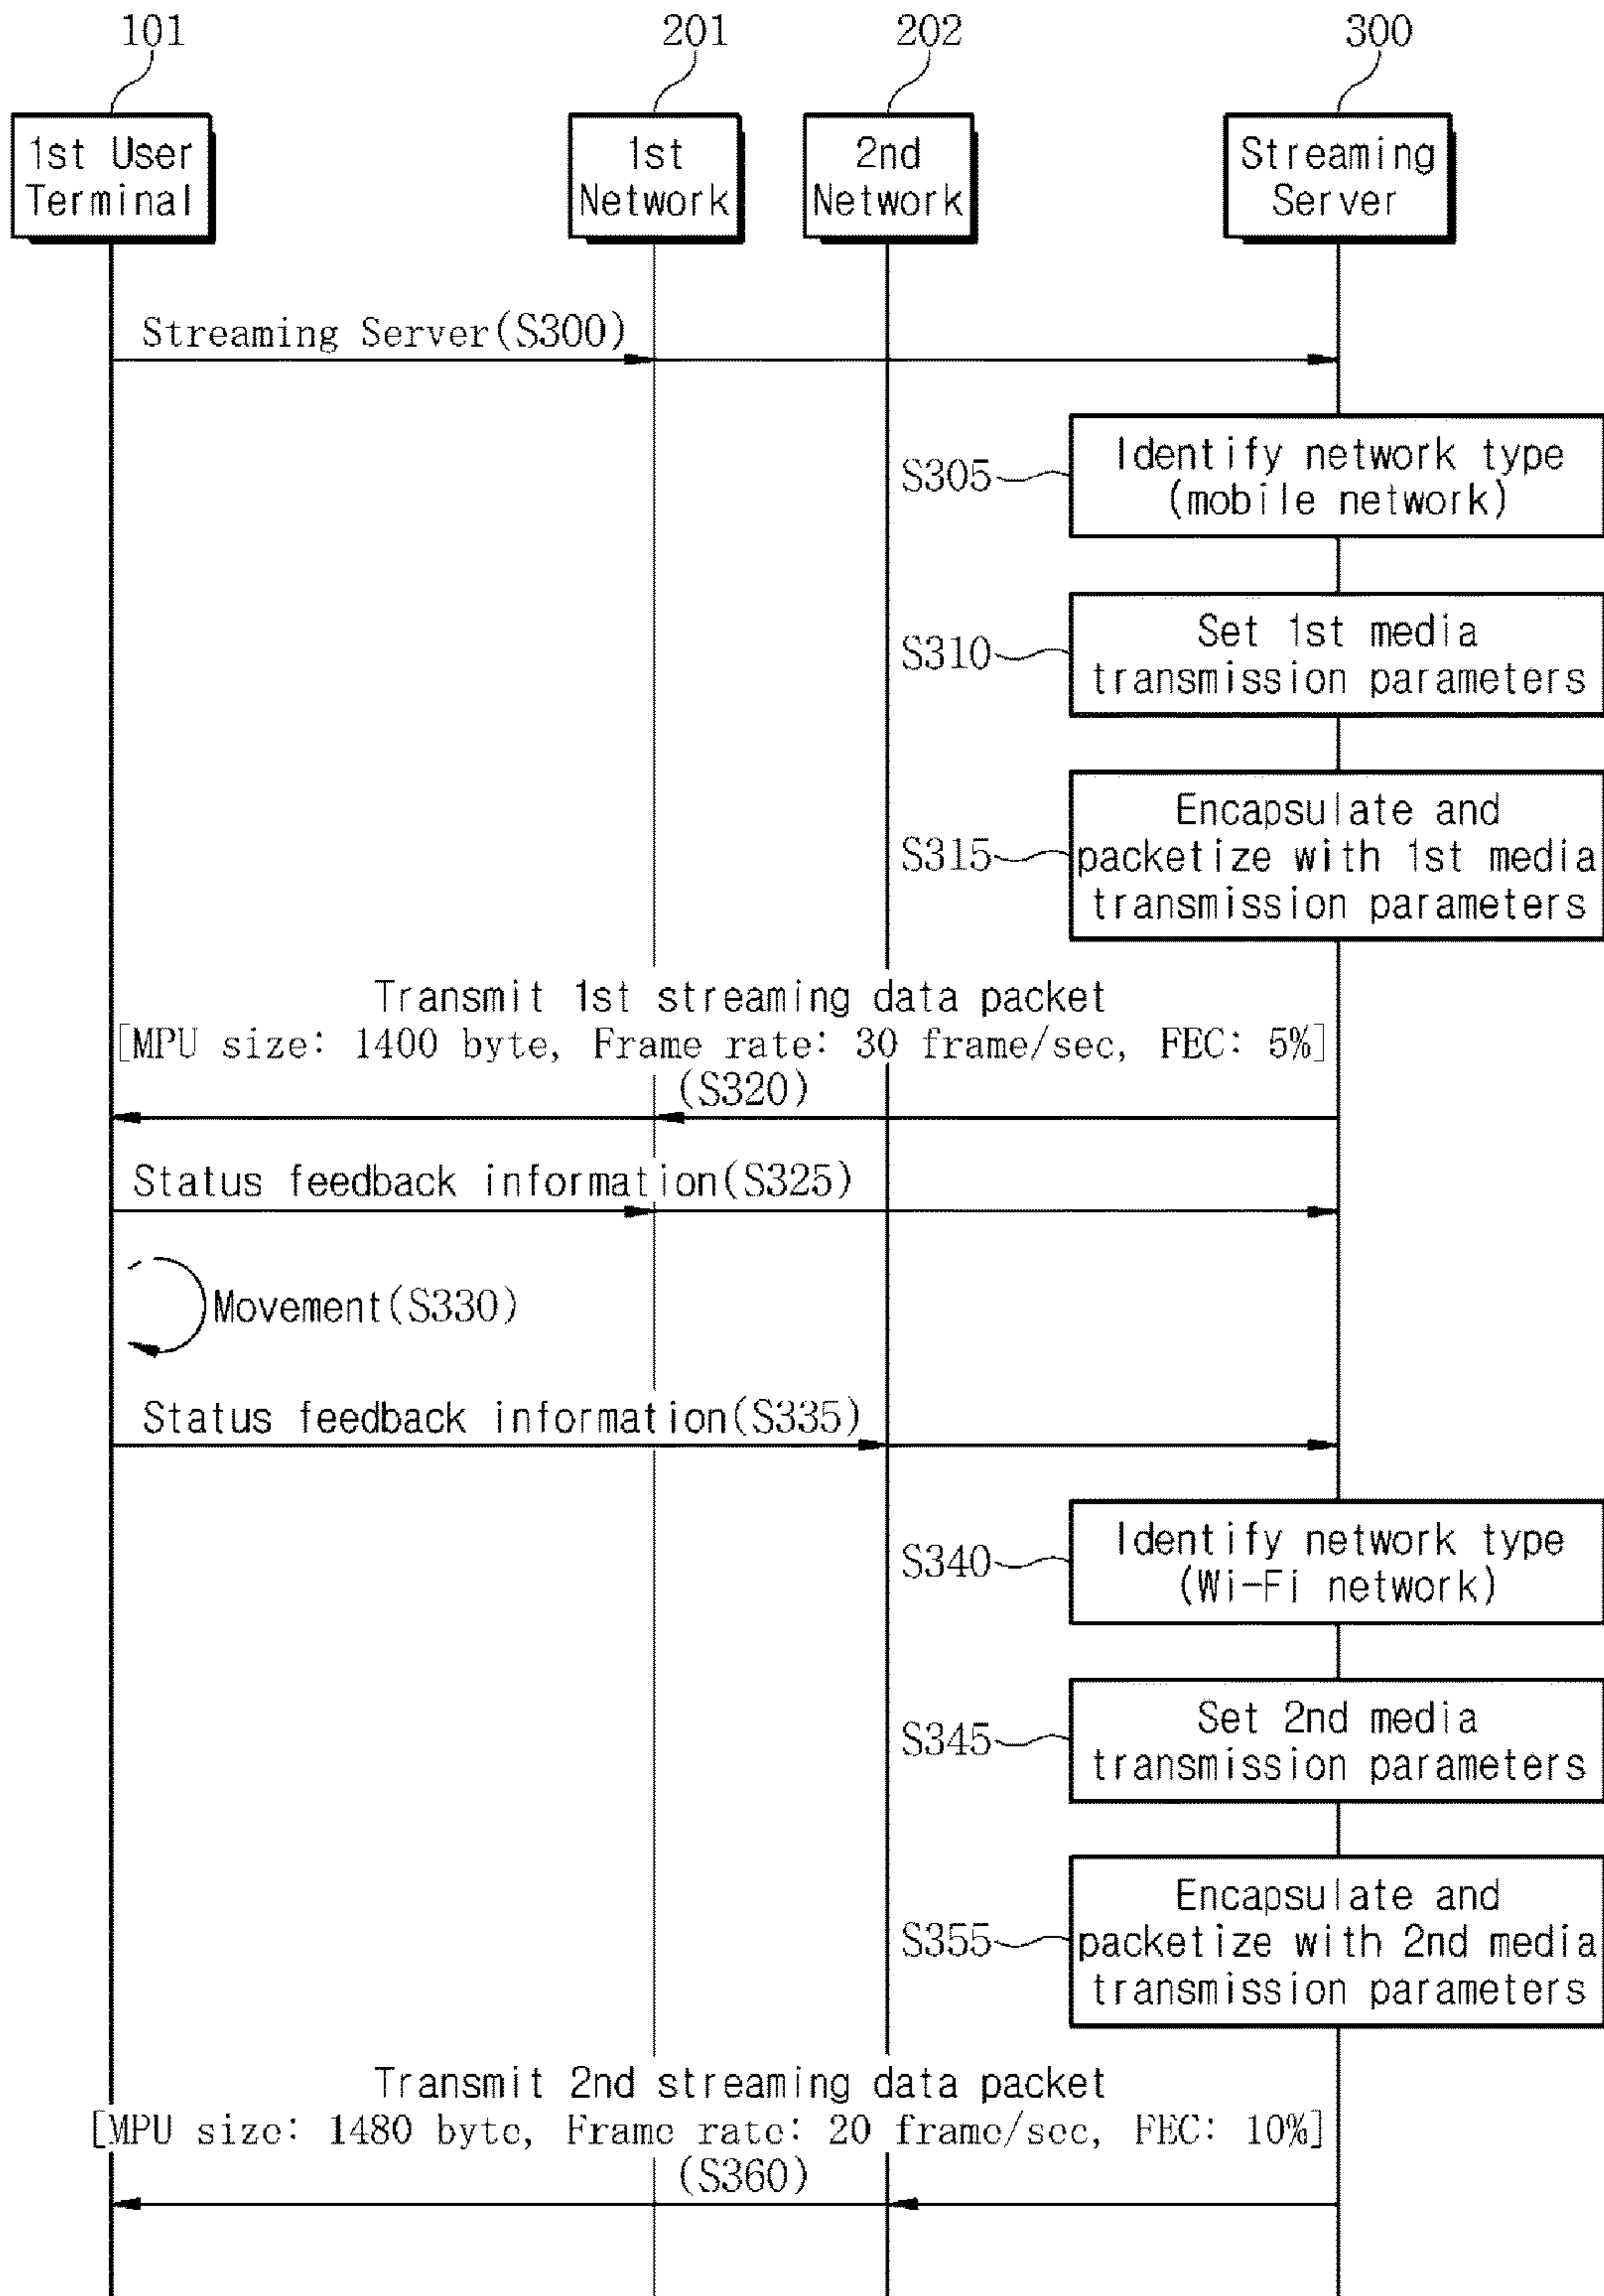 101
201
202
300
1st User
Terminal
1st
Network
2nd
Network
Streaming
Server
Streaming Server(S300)
S305
Identify network type
(mobile network)
S310
Set 1st media
transmission parameters
S315
Encapsulate and
packetize with 1st media
transmission parameters
Transmit 1st streaming data packet
[MPU size: 1400 byte, Frame rate: 30 frame/sec, FEC: 5%]
(S320)
Status feedback information(S325)
Movement(S330)
Status feedback information(S335)
S340
Identify network type
(Wi-Fi network)
S345
Set 2nd media
transmission parameters
S355
Encapsulate and
packetize with 2nd media
transmission parameters
Transmit 2nd streaming data packet
[MPU size: 1480 byte, Frame rate: 20 frame/sec, FEC: 10%]
(S360)